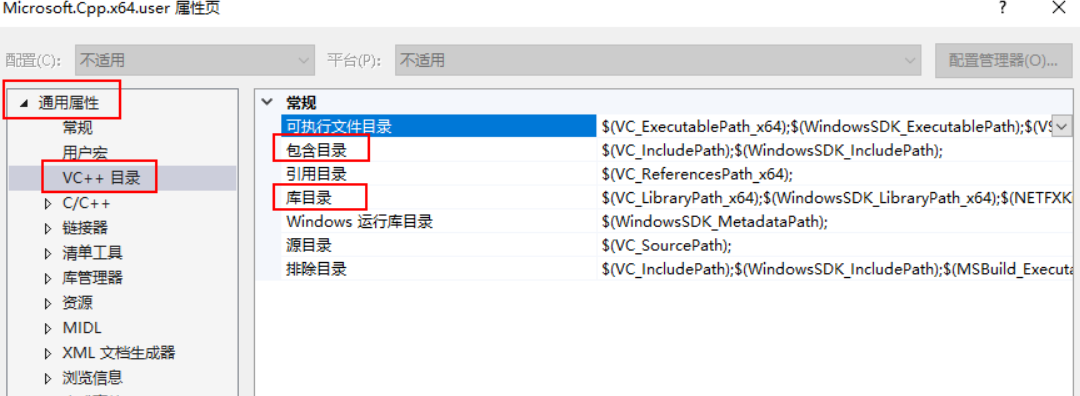 Microsoft.Cpp.x64.user 属性页
配置(C): 不适用 平台(P): 不适用 配置管理器(O)...
通用属性
常规
用户宏
VC++ 目录
C/C++
链接器
清单工具
库管理器
资源
MIDL
XML 文档生成器
浏览信息
常规
可执行文件目录 $(VC_ExecutablePath_x64);$(WindowsSDK_ExecutablePath);$(VS
包含目录 $(VC_IncludePath);$(WindowsSDK_IncludePath);
引用目录 $(VC_ReferencesPath_x64);
库目录 $(VC_LibraryPath_x64);$(WindowsSDK_LibraryPath_x64);$(NETFXK
Windows 运行库目录 $(WindowsSDK_MetadataPath);
源目录 $(VC_SourcePath);
排除目录 $(VC_IncludePath);$(WindowsSDK_IncludePath);$(MSBuild_Executa